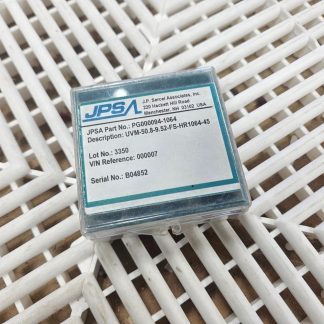 JPSA
J.P. Sercel Associates, Inc.
220 Hackett Hill Road
Manchester, NH 03102 USA
JPSA Part No.: PG000094-1064
Description: UVM-50.8-9.52-FS-HR1064-45
Lot No.: 3350
V/N Reference: 000007
Serial No.: B04852